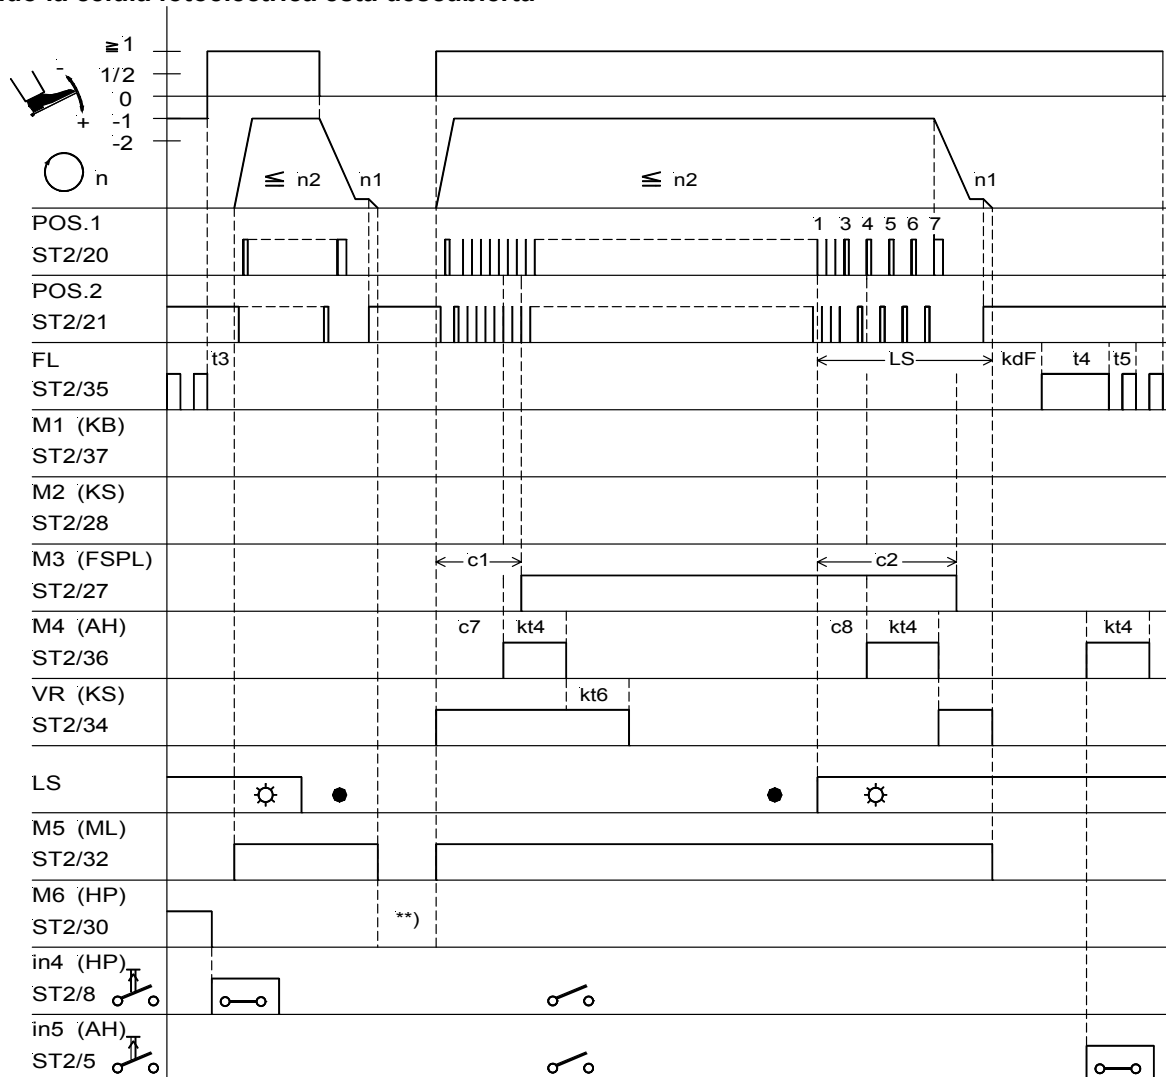 ≧ 1
1/2
0
-1
-2
-
+
n
≦ n2
n1
≦ n2
n1
POS.1
ST2/20
1 3 4 5 6 7
POS.2
ST2/21
FL
ST2/35
t3
LS
kdF
t4
t5
M1 (KB)
ST2/37
M2 (KS)
ST2/28
M3 (FSPL)
ST2/27
c1
c2
M4 (AH)
ST2/36
c7
kt4
c8
kt4
kt4
VR (KS)
ST2/34
kt6
LS
M5 (ML)
ST2/32
M6 (HP)
ST2/30
**)
in4 (HP)
ST2/8
in5 (AH)
ST2/5